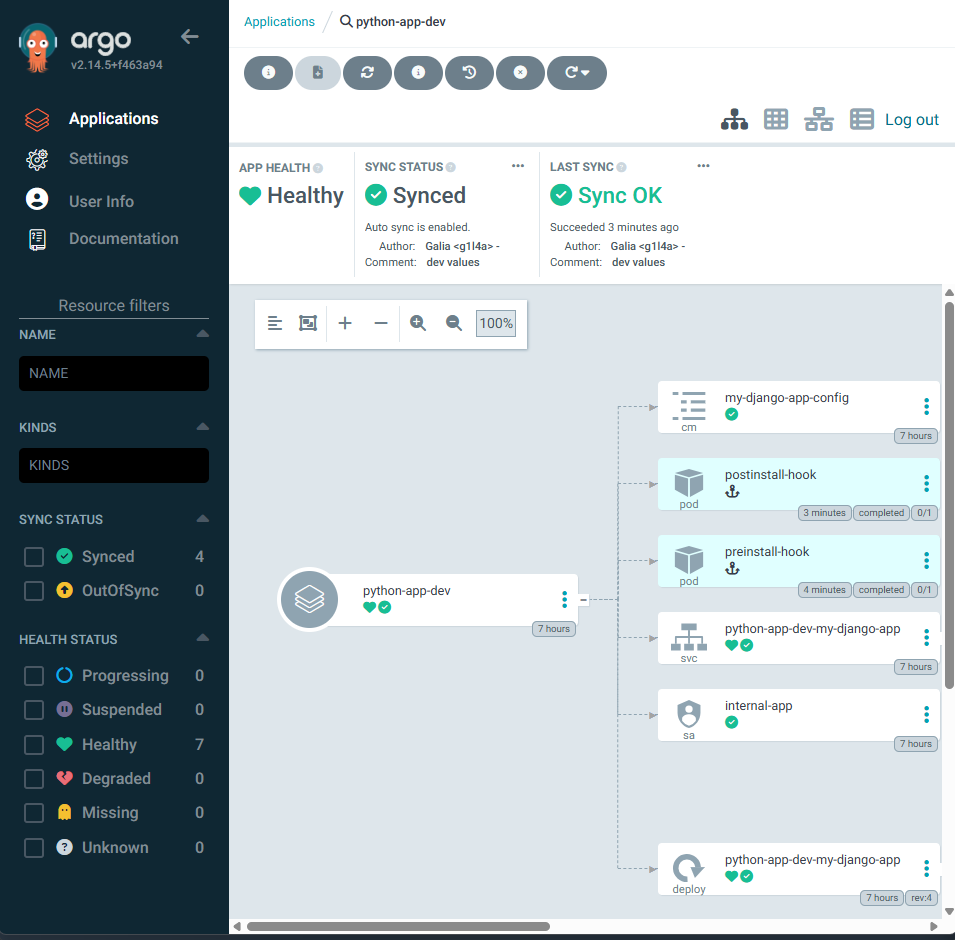 argo
v2.14.5+f463a94
Applications
Settings
User Info
Documentation
Resource filters
NAME
NAME
KINDS
KINDS
SYNC STATUS
Synced 4
OutOfSync 0
HEALTH STATUS
Progressing 0
Suspended 0
Healthy 7
Degraded 0
Missing 0
Unknown 0
Applications / python-app-dev
Log out
APP HEALTH
Healthy
SYNC STATUS
Synced
Auto sync is enabled.
Author: Galia <g1l4a> -
Comment: dev values
LAST SYNC
Sync OK
Succeeded 3 minutes ago
Author: Galia <g1l4a> -
Comment: dev values
100%
python-app-dev
7 hours
my-django-app-config
cm
7 hours
postinstall-hook
pod
3 minutes completed 0/1
preinstall-hook
pod
4 minutes completed 0/1
python-app-dev-my-django-app
svc
7 hours
internal-app
sa
7 hours
python-app-dev-my-django-app
deploy
7 hours rev:4